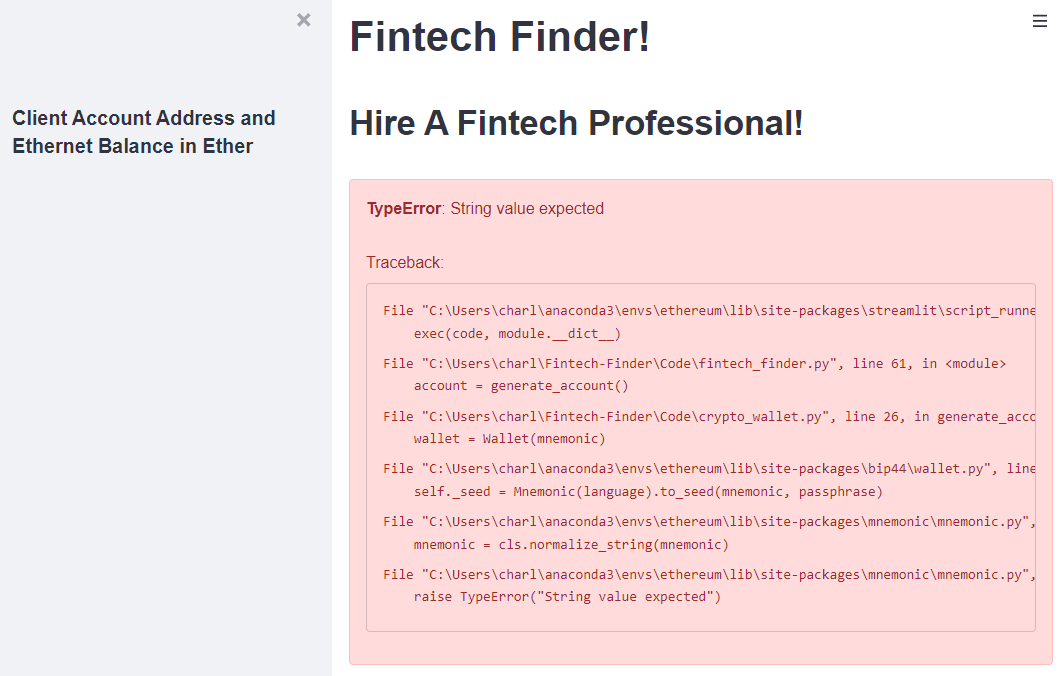 Client Account Address and
Ethernet Balance in Ether
Fintech Finder!
Hire A Fintech Professional!
TypeError: String value expected
Traceback:
File "C:\Users\charl\anaconda3\envs\ethereum\lib\site-packages\streamlit\script_runne
exec(code, module.__dict__)
File "C:\Users\charl\Fintech-Finder\Code\fintech_finder.py", line 61, in <module>
account = generate_account()
File "C:\Users\charl\Fintech-Finder\Code\crypto_wallet.py", line 26, in generate_acco
wallet = Wallet(mnemonic)
File "C:\Users\charl\anaconda3\envs\ethereum\lib\site-packages\bip44\wallet.py", line
self._seed = Mnemonic(language).to_seed(mnemonic, passphrase)
File "C:\Users\charl\anaconda3\envs\ethereum\lib\site-packages\mnemonic\mnemonic.py",
mnemonic = cls.normalize_string(mnemonic)
File "C:\Users\charl\anaconda3\envs\ethereum\lib\site-packages\mnemonic\mnemonic.py",
raise TypeError("String value expected")